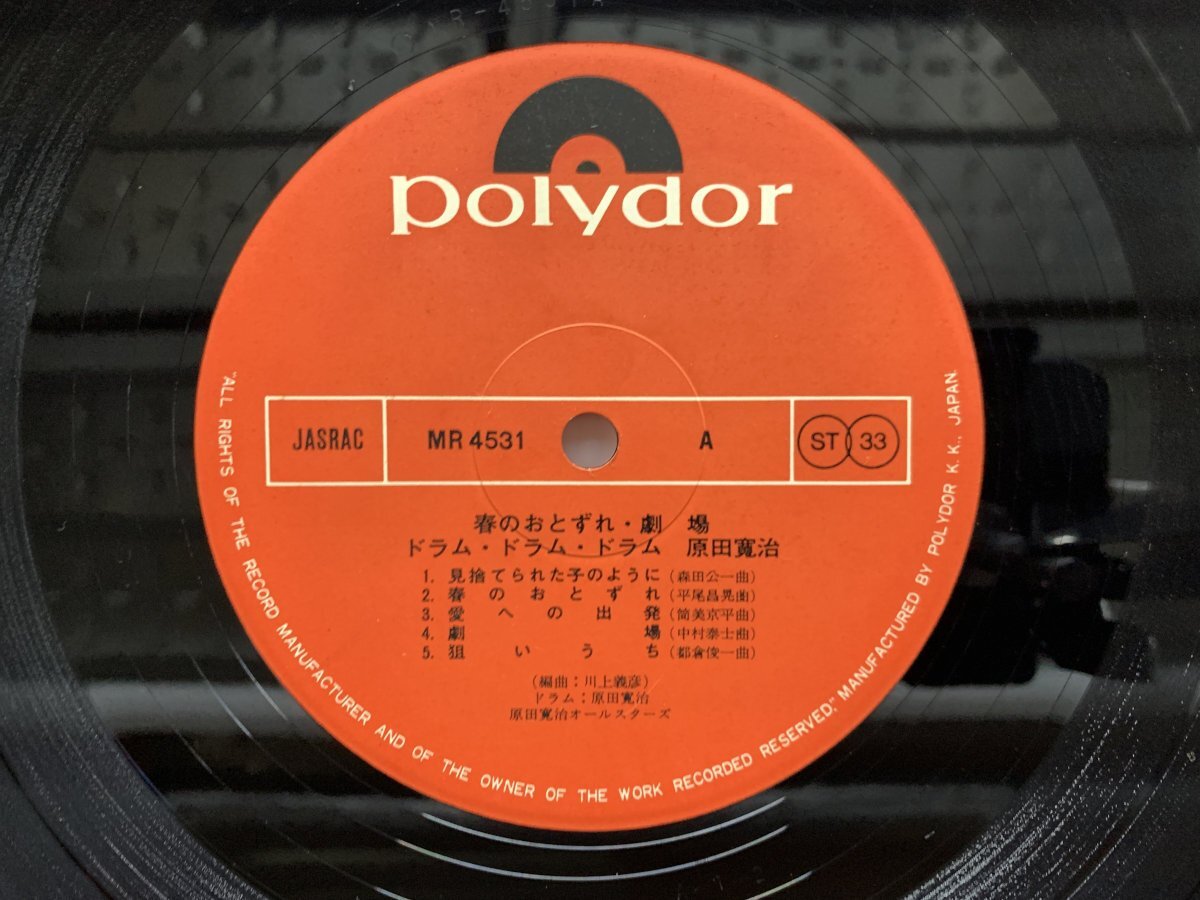 polydor
JASRAC
MR 4531
A
ST 33
春のおとずれ・劇 場
ドラム・ドラム・ドラム 原田寛治
1. 見捨てられた子のように (森田公一曲)
2. 春のおとずれ (平尾昌晃曲)
3. 愛への出発 (筒美京平曲)
4. 劇場 (中村泰士曲)
5. 狙いうち (都倉俊一曲)
(編曲;川上義彦)
ドラム;原田寛治
原田寛治オールスターズ
"ALL RIGHTS OF THE RECORD MANUFACTURER AND OF THE OWNER OF THE WORK RECORDED RESERVED;" MANUFACTURED BY POLYDOR K. K., JAPAN.